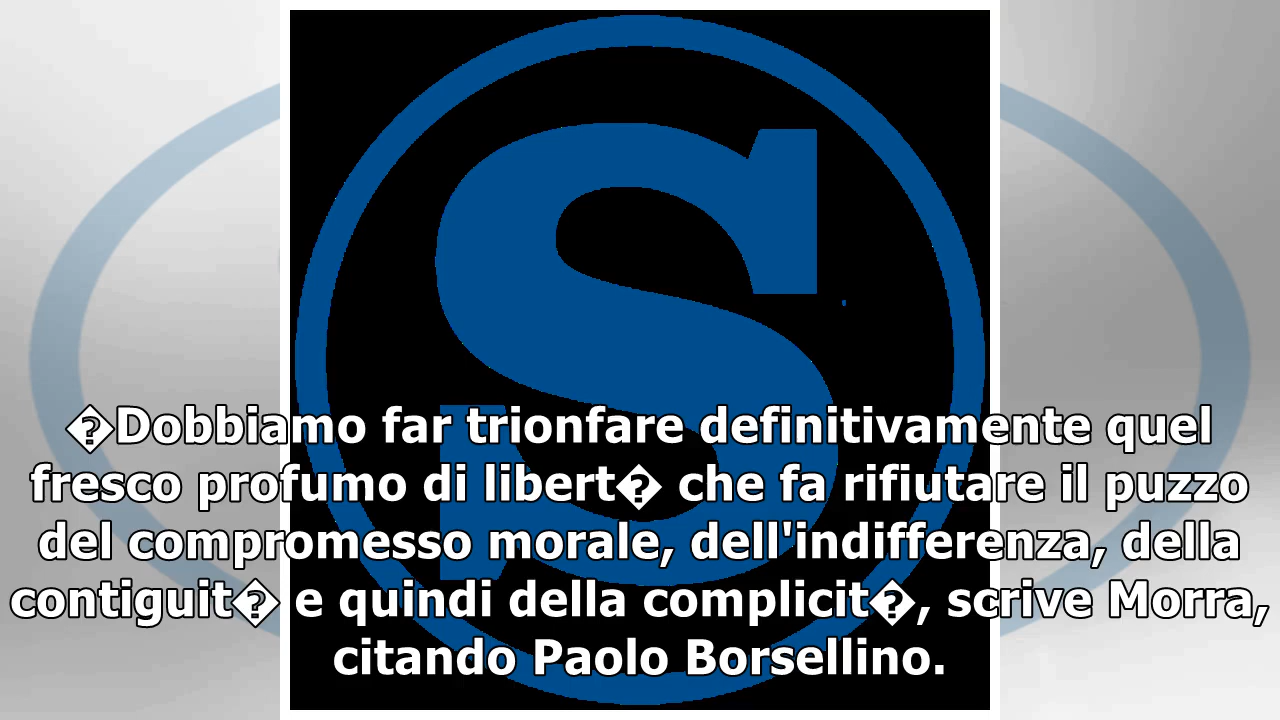 S
�Dobbiamo far trionfare definitivamente quel
fresco profumo di libert� che fa rifiutare il puzzo
del compromesso morale, dell'indifferenza, della
contiguit� e quindi della complicit�, scrive Morra,
citando Paolo Borsellino.